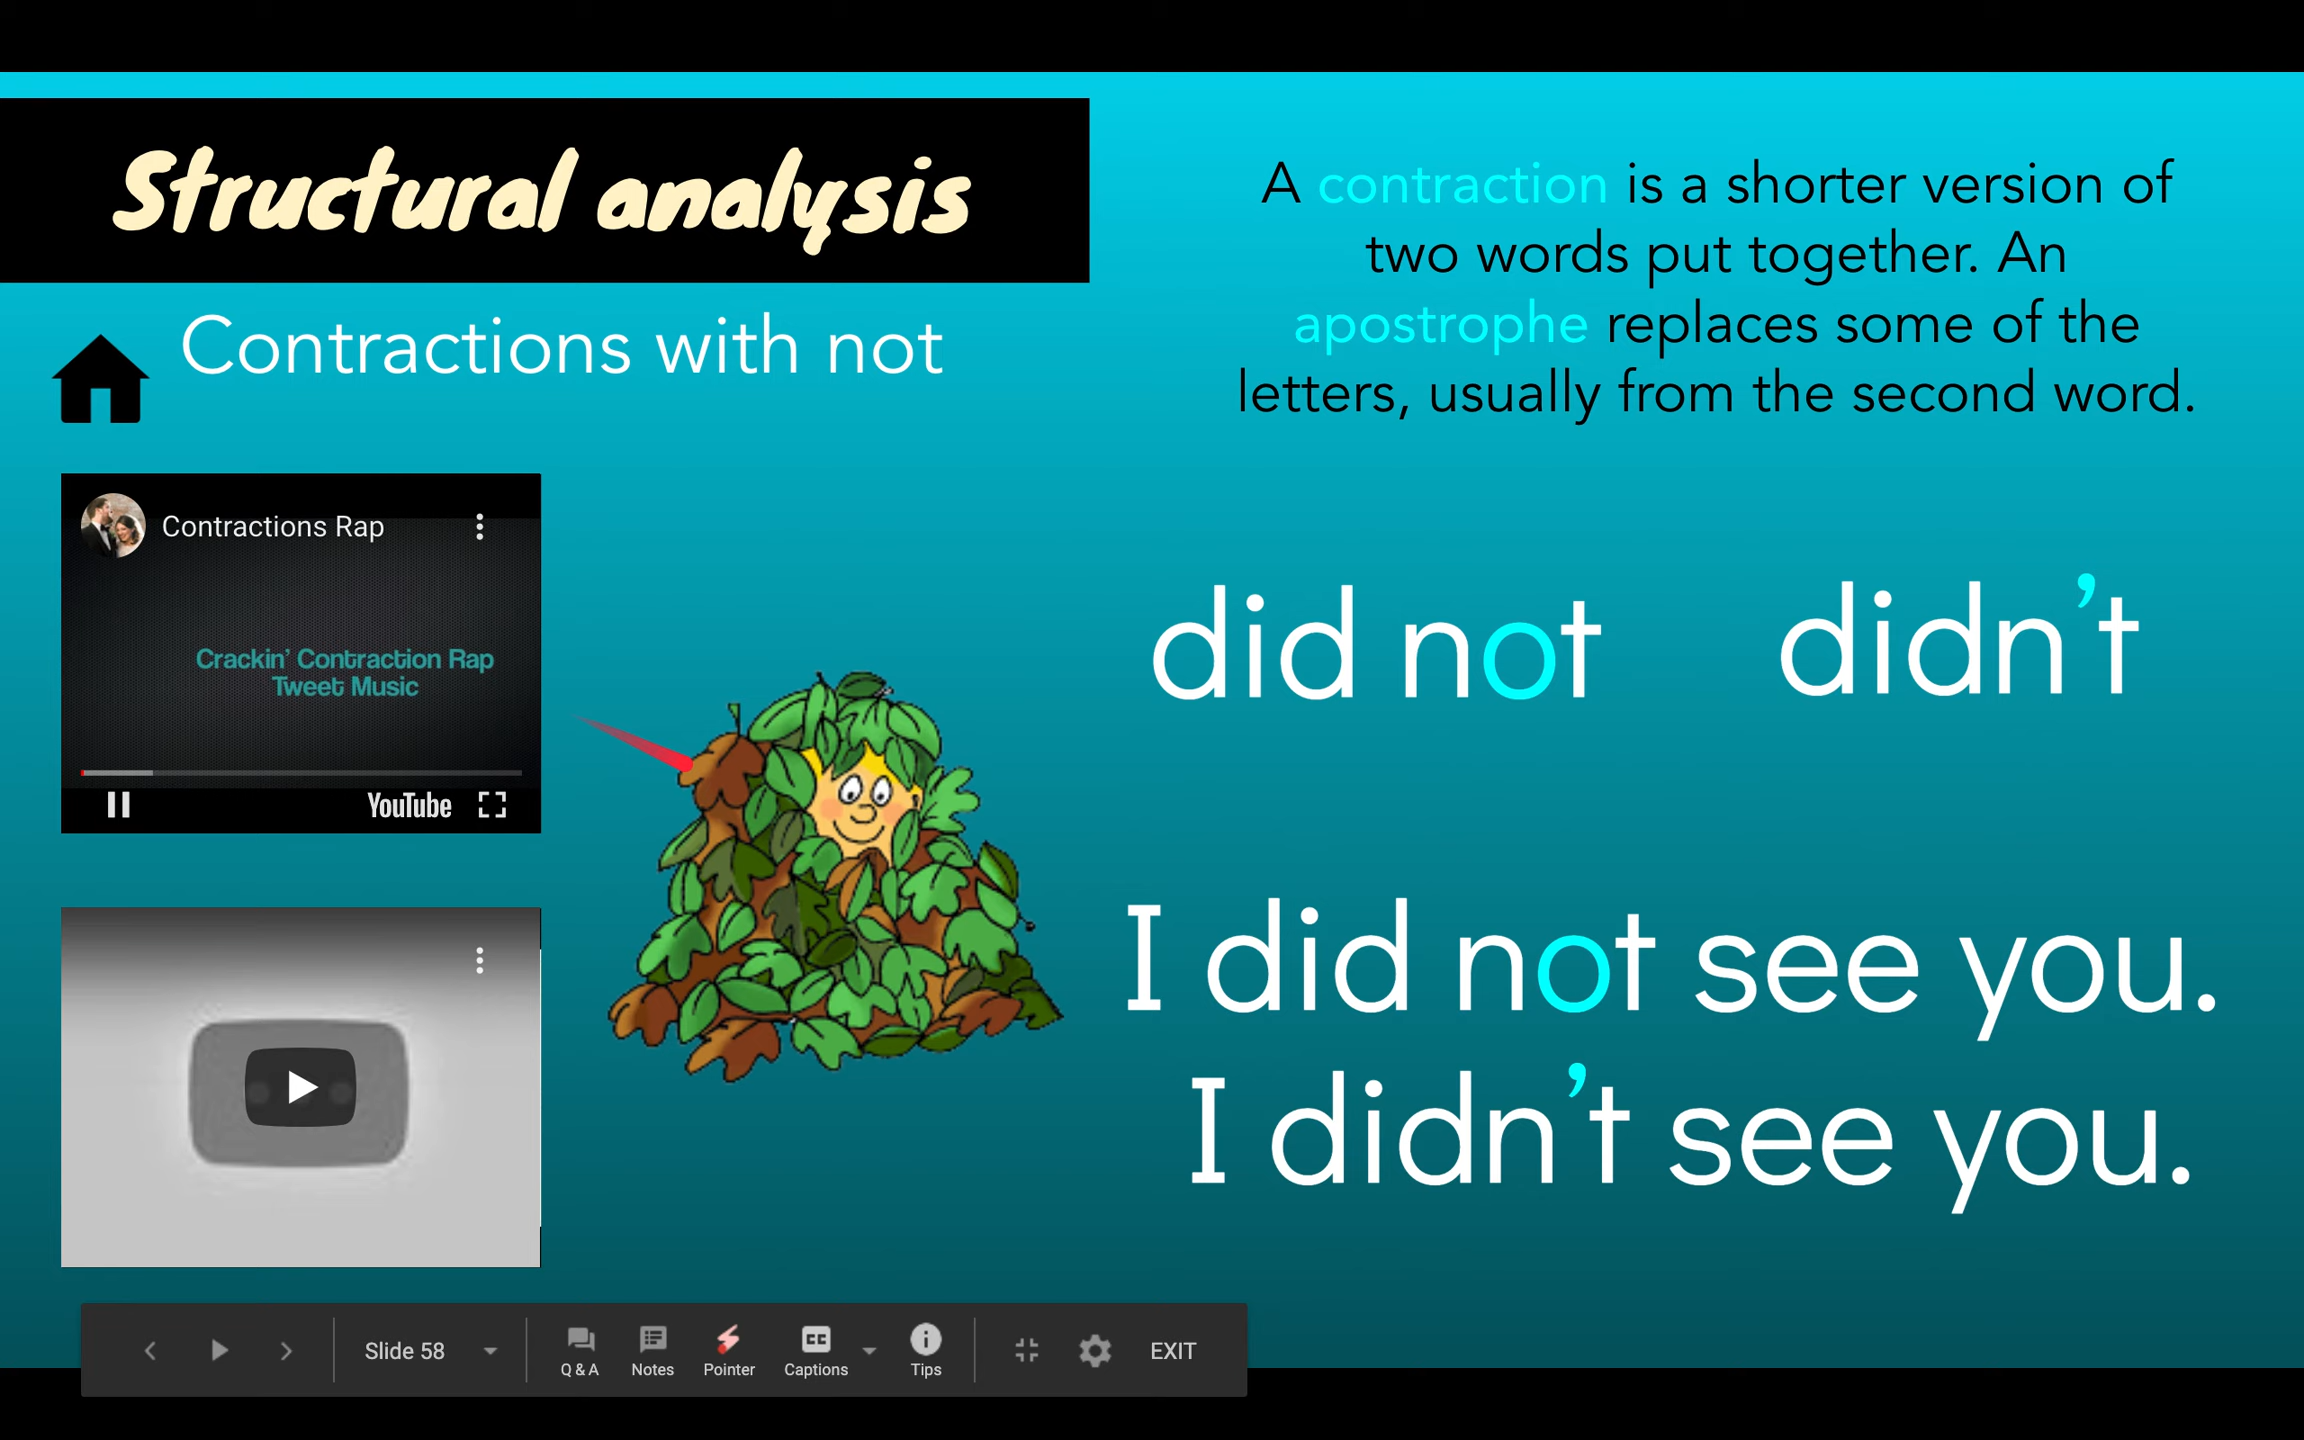 Structural analysis
Contractions with not
A contraction is a shorter version of
two words put together. An
apostrophe replaces some of the
letters, usually from the second word.
Contractions Rap
Crackin' Contraction Rap
Tweet Music
YouTube
did not
didn't
I did not see you.
I didn't see you.
Slide 58
Q & A
Notes
Pointer
CC
Captions
Tips
EXIT